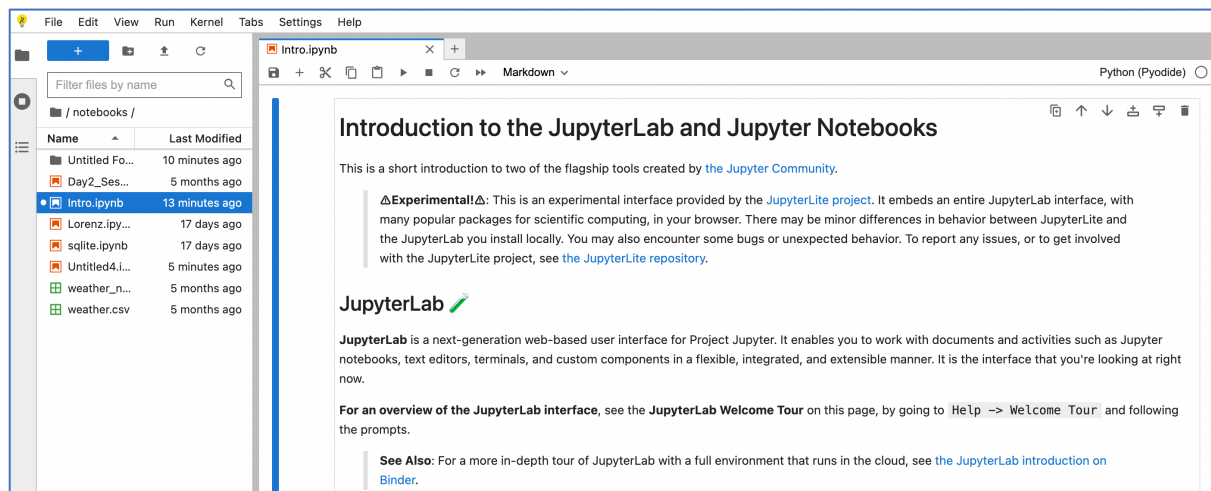 File Edit View Run Kernel Tabs Settings Help
+
Filter files by name
/ notebooks /
Name Last Modified
Untitled Fo... 10 minutes ago
Day2_Ses... 5 months ago
Intro.ipynb 13 minutes ago
Lorenz.ipy... 17 days ago
sqlite.ipynb 17 days ago
Untitled4.i... 5 minutes ago
weather_n... 5 months ago
weather.csv 5 months ago
Intro.ipynb
Markdown
Python (Pyodide)
Introduction to the JupyterLab and Jupyter Notebooks
This is a short introduction to two of the flagship tools created by the Jupyter Community.
⚠Experimental!⚠: This is an experimental interface provided by the JupyterLite project. It embeds an entire JupyterLab interface, with
many popular packages for scientific computing, in your browser. There may be minor differences in behavior between JupyterLite and
the JupyterLab you install locally. You may also encounter some bugs or unexpected behavior. To report any issues, or to get involved
with the JupyterLite project, see the JupyterLite repository.
JupyterLab 🧪
JupyterLab is a next-generation web-based user interface for Project Jupyter. It enables you to work with documents and activities such as Jupyter
notebooks, text editors, terminals, and custom components in a flexible, integrated, and extensible manner. It is the interface that you're looking at right
now.
For an overview of the JupyterLab interface, see the JupyterLab Welcome Tour on this page, by going to Help -> Welcome Tour and following
the prompts.
See Also: For a more in-depth tour of JupyterLab with a full environment that runs in the cloud, see the JupyterLab introduction on
Binder.